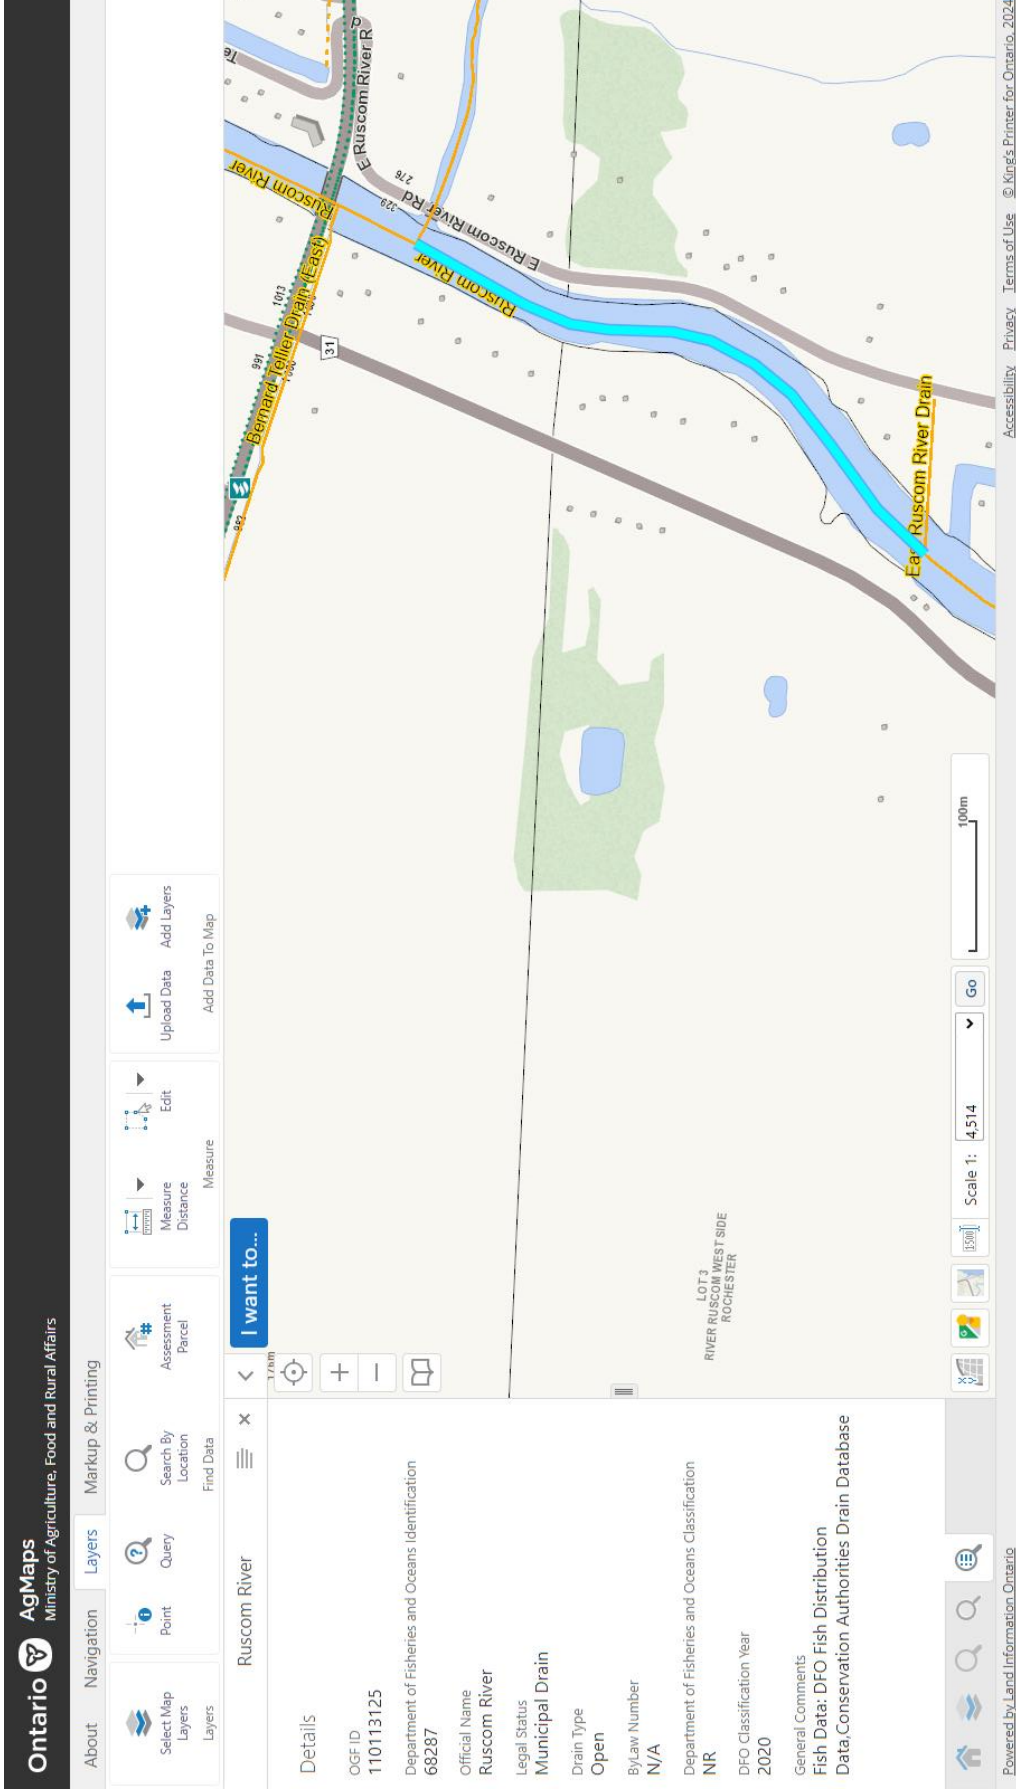 Ontario
AgMaps
Ministry of Agriculture, Food and Rural Affairs
About
Navigation
Layers
Markup & Printing
Select Map
Layers
Layers
Point
Query
Search By
Location
Find Data
Assessment
Parcel
Measure
Distance
Edit
Measure
Upload Data
Add Layers
Add Data To Map
Ruscom River
Details
OGF ID
110113125
Department of Fisheries and Oceans Identification
68287
Official Name
Ruscom River
Legal Status
Municipal Drain
Drain Type
Open
ByLaw Number
N/A
Department of Fisheries and Oceans Classification
NR
DFO Classification Year
2020
General Comments
Fish Data: DFO Fish Distribution
Data,Conservation Authorities Drain Database
I want to...
Bernard Tellier Drain (East)
991
1013
31
Ruscom River
E Ruscom River Rd
276
329
E Ruscom River Rd
Ruscom River
Eas Ruscom River Drain
LOT 3
RIVER RUSCOM WEST SIDE
ROCHESTER
Scale 1:
4,514
Go
100m
Powered by Land Information Ontario
Accessibility
Privacy
Terms of Use
© King's Printer for Ontario, 2024